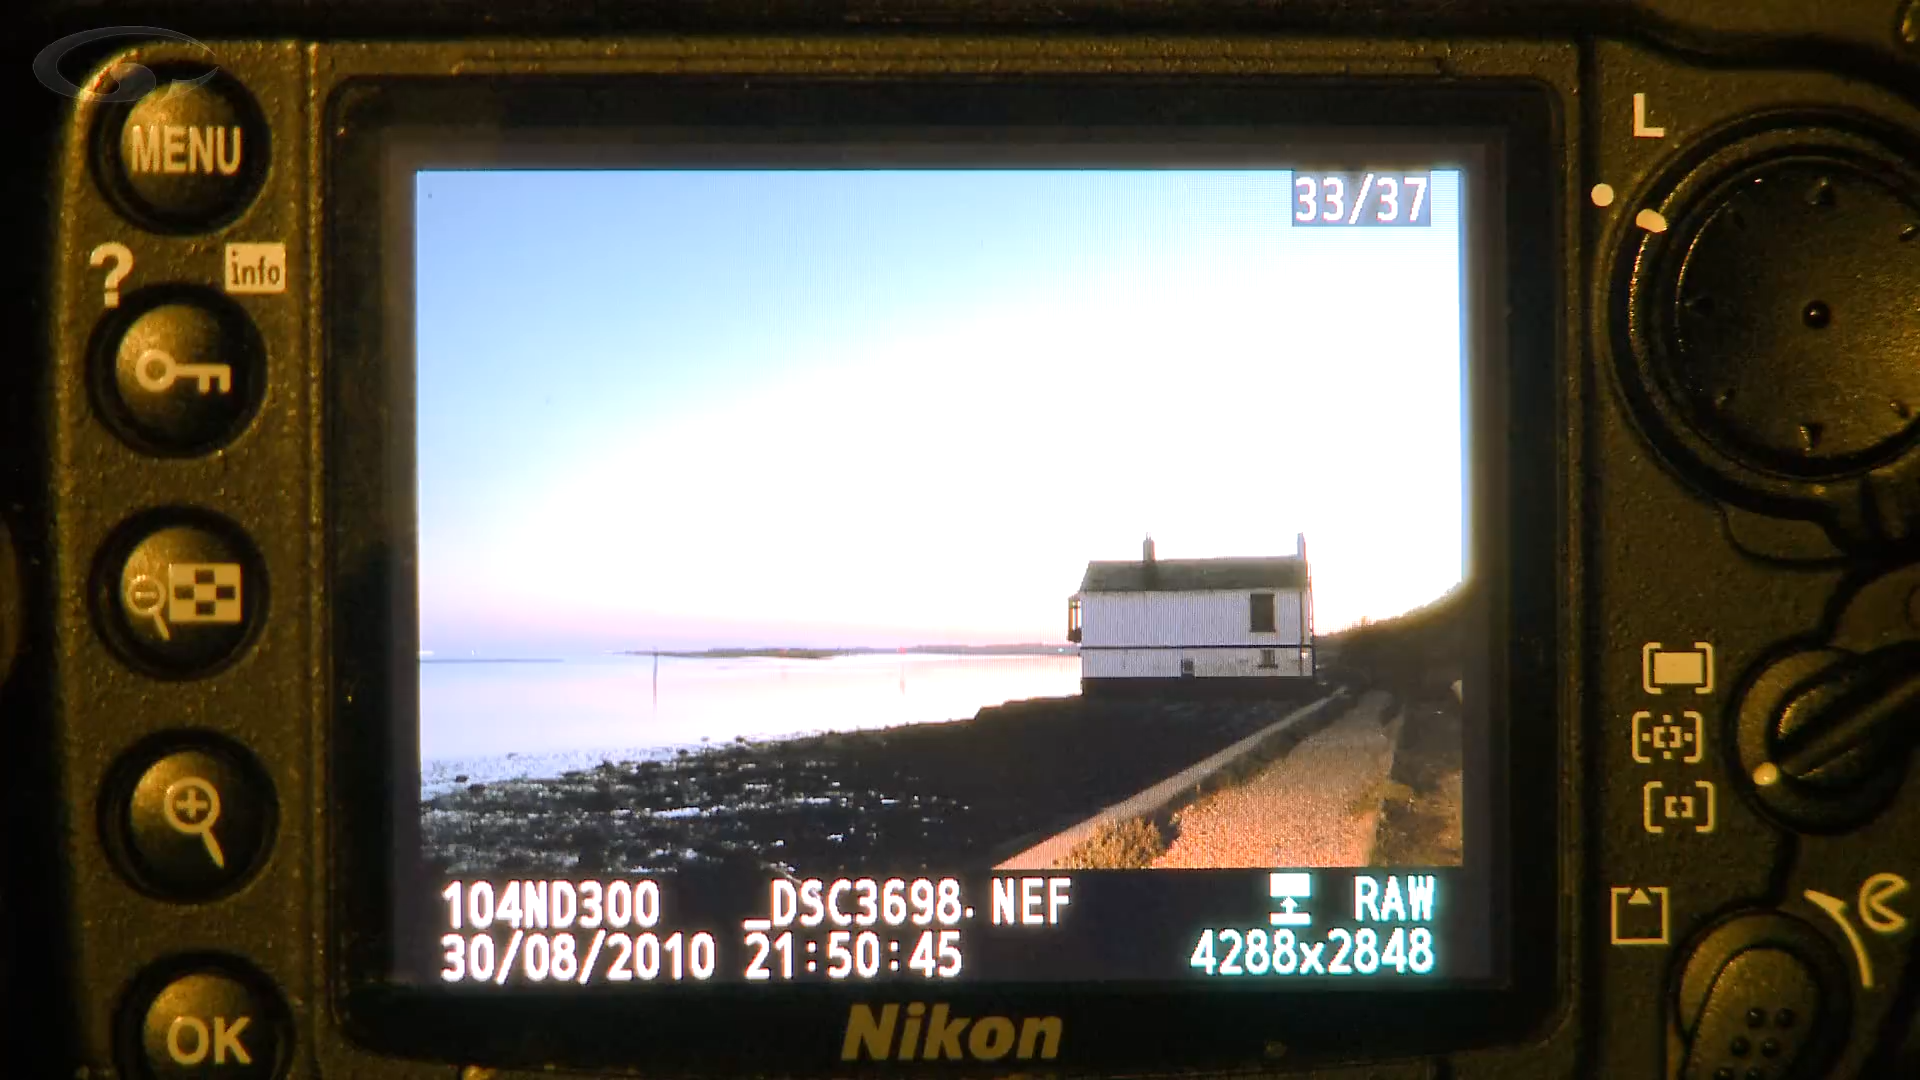 MENU
L
33/37
?
info
104ND300 _DSC3698.NEF RAW
30/08/2010 21:50:45 4288x2848
OK
Nikon